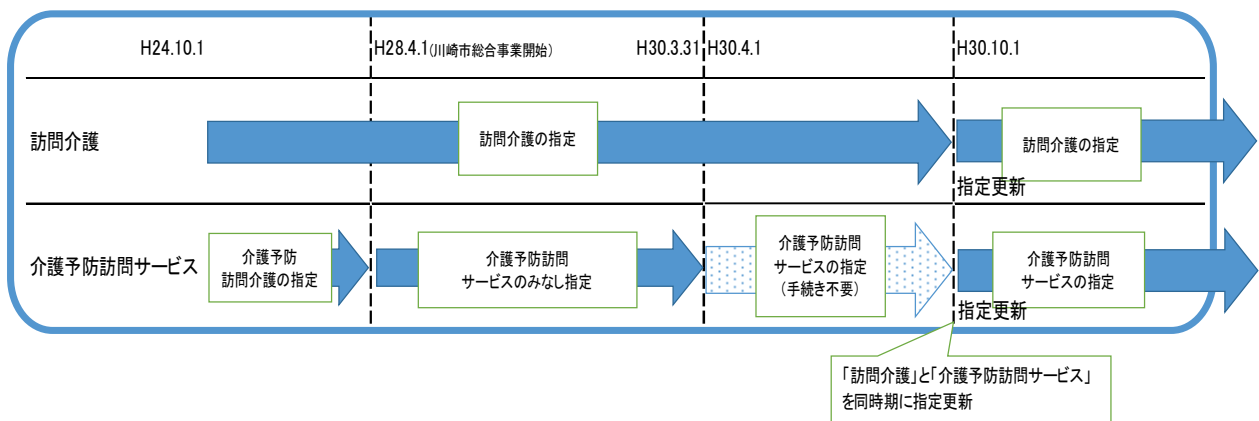 H24.10.1
H28.4.1(川崎市総合事業開始)
H30.3.31
H30.4.1
H30.10.1
訪問介護
訪問介護の指定
訪問介護の指定
指定更新
介護予防訪問サービス
介護予防
訪問介護の指定
介護予防訪問
サービスのみなし指定
介護予防訪問
サービスの指定
(手続き不要)
介護予防訪問
サービスの指定
指定更新
「訪問介護」と「介護予防訪問サービス」
を同時期に指定更新